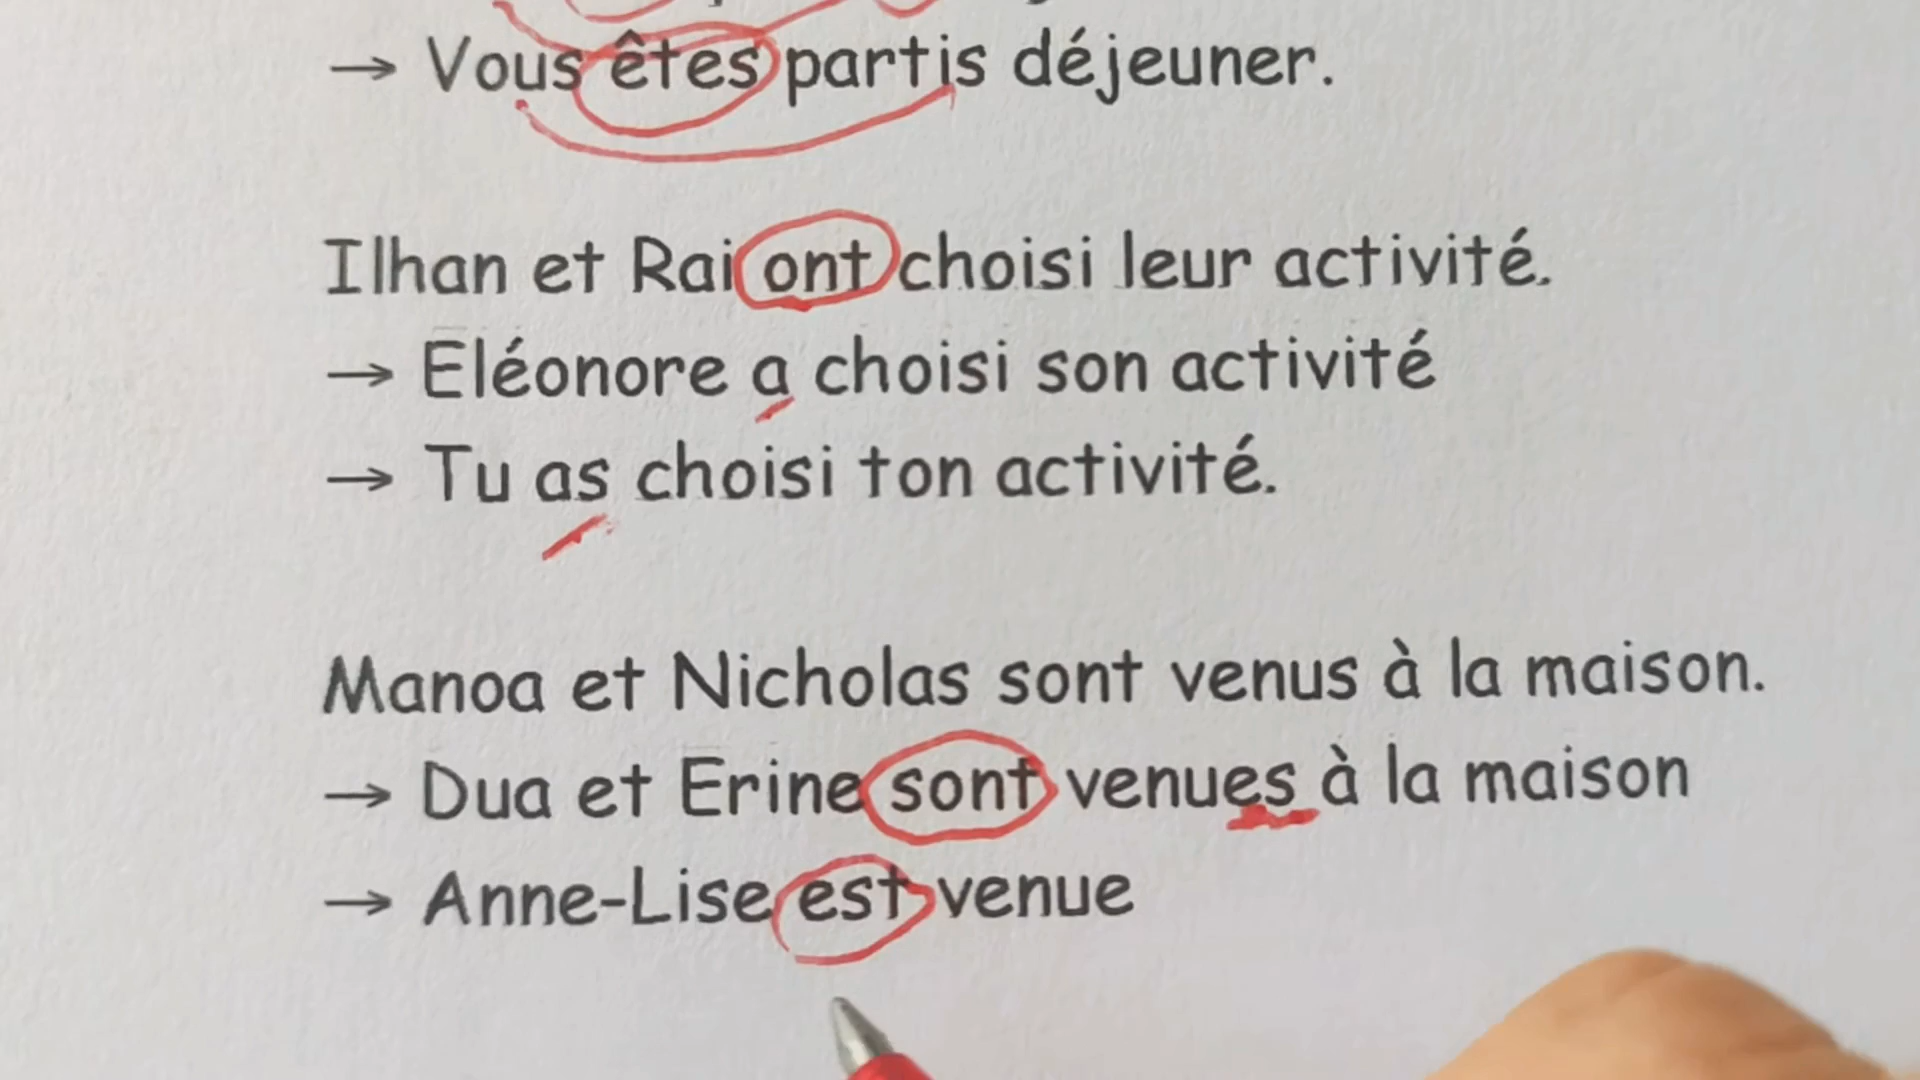 → Vous êtes partis déjeuner.
Ilhan et Rai ont choisi leur activité.
→ Eléonore a choisi son activité
→ Tu as choisi ton activité.
Manoa et Nicholas sont venus à la maison.
→ Dua et Erine sont venues à la maison
→ Anne-Lise est venue